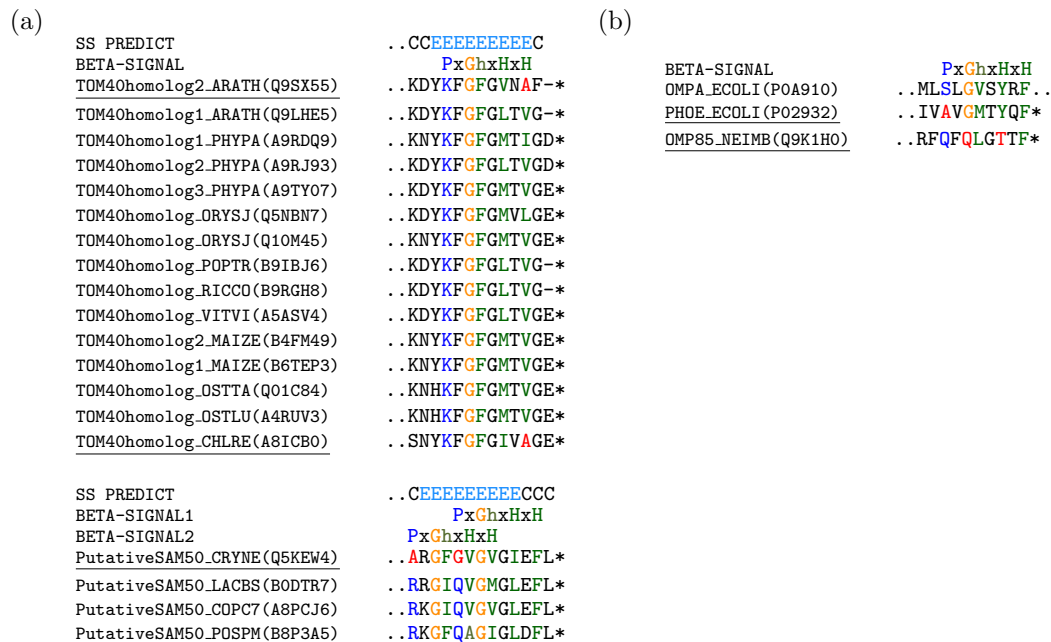 (a)
SS PREDICT ..CCEEEEEEEEEC
BETA-SIGNAL PxGhxHxH
TOM40homolog2_ARATH(Q9SX55) ..KDYKFGFGVNAF-*
TOM40homolog1_ARATH(Q9LHE5) ..KDYKFGFGLTVG-*
TOM40homolog1_PHYPA(A9RDQ9) ..KNYKFGFGMTIGD*
TOM40homolog2_PHYPA(A9RJ93) ..KDYKFGFGLTVGD*
TOM40homolog3_PHYPA(A9TY07) ..KDYKFGFGMTVGE*
TOM40homolog_ORYSJ(Q5NBN7) ..KDYKFGFGMVLGE*
TOM40homolog_ORYSJ(Q10M45) ..KNYKFGFGMTVGE*
TOM40homolog_POPTR(B9IBJ6) ..KDYKFGFGLTVG-*
TOM40homolog_RICCO(B9RGH8) ..KDYKFGFGLTVG-*
TOM40homolog_VITVI(A5ASV4) ..KDYKFGFGLTVGE*
TOM40homolog2_MAIZE(B4FM49) ..KNYKFGFGMTVGE*
TOM40homolog1_MAIZE(B6TEP3) ..KNYKFGFGMTVGE*
TOM40homolog_OSTTA(Q01C84) ..KNHKFGFGMTVGE*
TOM40homolog_OSTLU(A4RUV3) ..KNHKFGFGMTVGE*
TOM40homolog_CHLRE(A8ICB0) ..SNYKFGFGIVAGE*
SS PREDICT ..CEEEEEEEEECCC
BETA-SIGNAL1 PxGhxHxH
BETA-SIGNAL2 PxGhxHxH
PutativeSAM50_CRYNE(Q5KEW4) ..ARGFGVGVGIEFL*
PutativeSAM50_LACBS(B0DTR7) ..RRGIQVGMGLEFL*
PutativeSAM50_COPC7(A8PCJ6) ..RKGIQVGVGLEFL*
PutativeSAM50_POSPM(B8P3A5) ..RKGFQAGIGLDFL*
(b)
BETA-SIGNAL PxGhxHxH
OMPA_ECOLI(P0A910) ..MLSLGVSYRF..
PHOE_ECOLI(P02932) ..IVAVGMTYQF*
OMP85_NEIMB(Q9K1H0) ..RFQFQLGTTF*